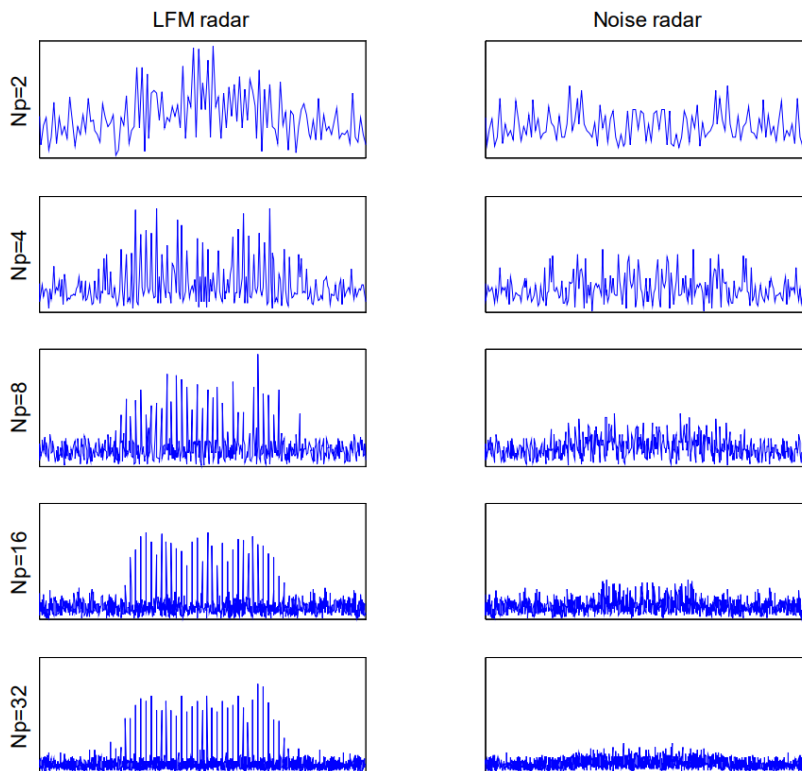 LFM radar
Noise radar
Np=2
Np=4
Np=8
Np=16
Np=32